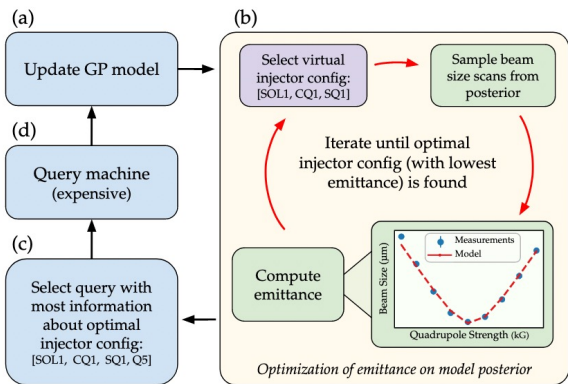 (a)
Update GP model
(b)
Select virtual
injector config:
[SOL1, CQ1, SQ1]
Sample beam
size scans from
posterior
Iterate until optimal
injector config (with lowest
emittance) is found
(d)
Query machine
(expensive)
(c)
Select query with
most information
about optimal
injector config:
[SOL1, CQ1, SQ1, Q5]
Compute
emittance
Measurements
Model
Beam Size (μm)
Quadrupole Strength (kG)
Optimization of emittance on model posterior